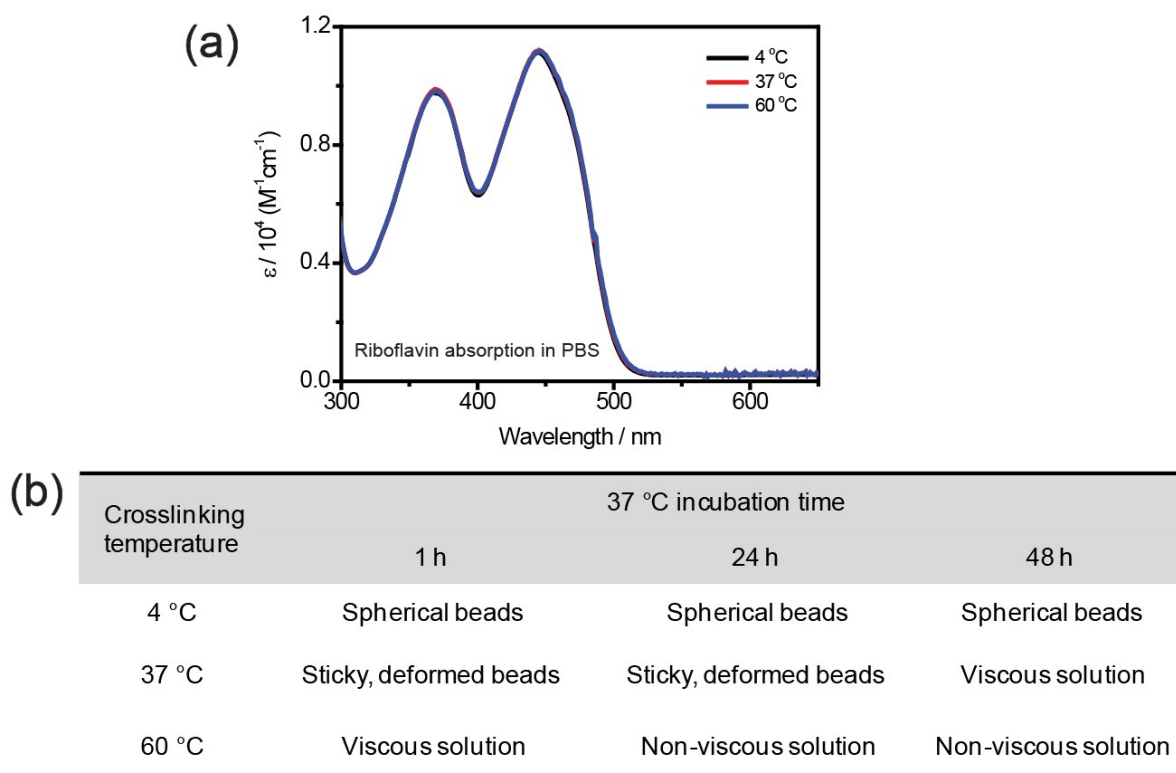 (a)
1.2
0.8
0.4
0.0
ε / 10⁴ (M⁻¹cm⁻¹)
4 °C
37 °C
60 °C
Riboflavin absorption in PBS
300 400 500 600
Wavelength / nm
(b)
Crosslinking temperature
37 °C incubation time
1 h 24 h 48 h
4 °C Spherical beads Spherical beads Spherical beads
37 °C Sticky, deformed beads Sticky, deformed beads Viscous solution
60 °C Viscous solution Non-viscous solution Non-viscous solution